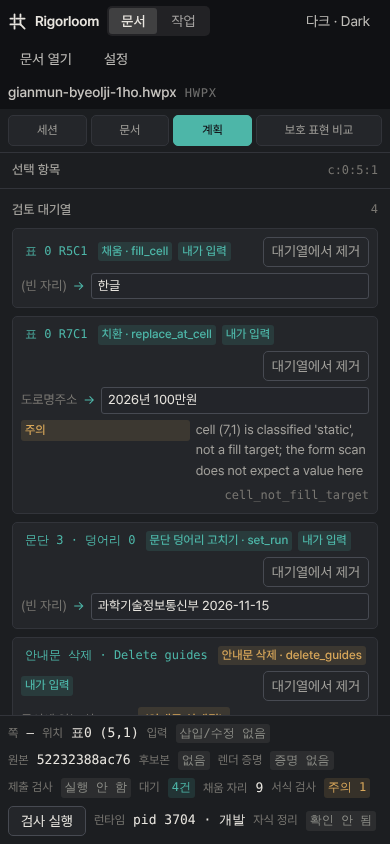 Rigorloom 문서 작업 다크 · Dark
문서 열기 설정
gianmun-byeolji-1ho.hwpx HWPX
세션 문서 계획 보호 표현 비교
선택 항목 c:0:5:1
검토 대기열 4
표 0 R5C1 채움 · fill_cell 내가 입력 대기열에서 제거
(빈 자리) → 한글
표 0 R7C1 치환 · replace_at_cell 내가 입력
대기열에서 제거
도로명주소 → 2026년 100만원
주의 cell (7,1) is classified 'static',
not a fill target; the form scan
does not expect a value here
cell_not_fill_target
문단 3 · 덩어리 0 문단 덩어리 고치기 · set_run 내가 입력
대기열에서 제거
(빈 자리) → 과학기술정보통신부 2026-11-15
안내문 삭제 · Delete guides 안내문 삭제 · delete_guides
내가 입력 대기열에서 제거
쪽 — 위치 표0 (5,1) 입력 삽입/수정 없음
원본 52232388ac76 후보본 없음 렌더 증명 증명 없음
제출 검사 실행 안 함 대기 4건 채움 자리 9 서식 검사 주의 1
검사 실행 런타임 pid 3704 · 개발 자식 정리 확인 안 됨